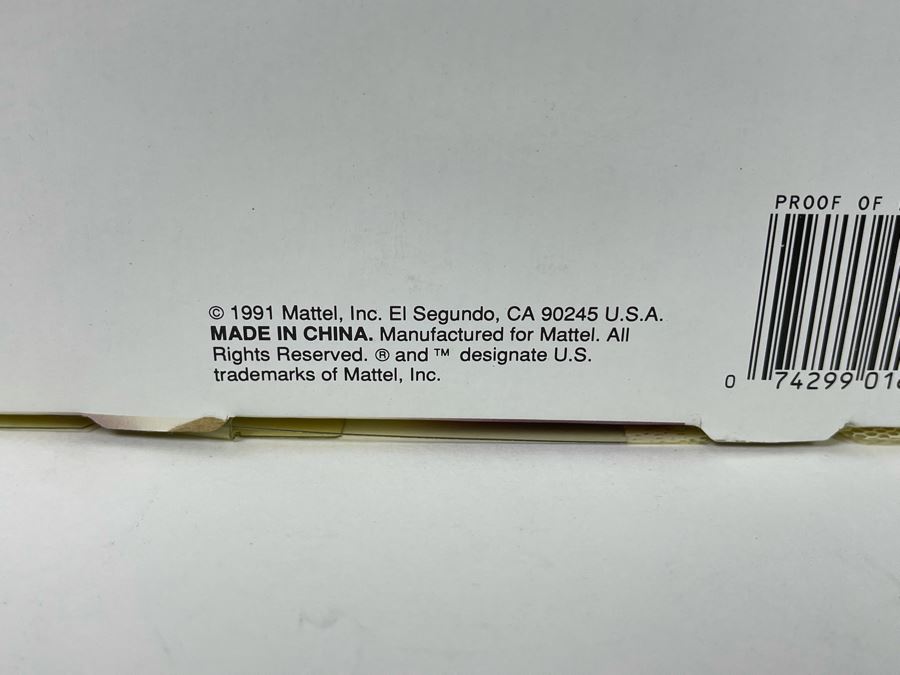 PROOF OF
© 1991 Mattel, Inc. El Segundo, CA 90245 U.S.A.
MADE IN CHINA. Manufactured for Mattel. All
Rights Reserved. ® and ™ designate U.S.
trademarks of Mattel, Inc.
0 74299 01